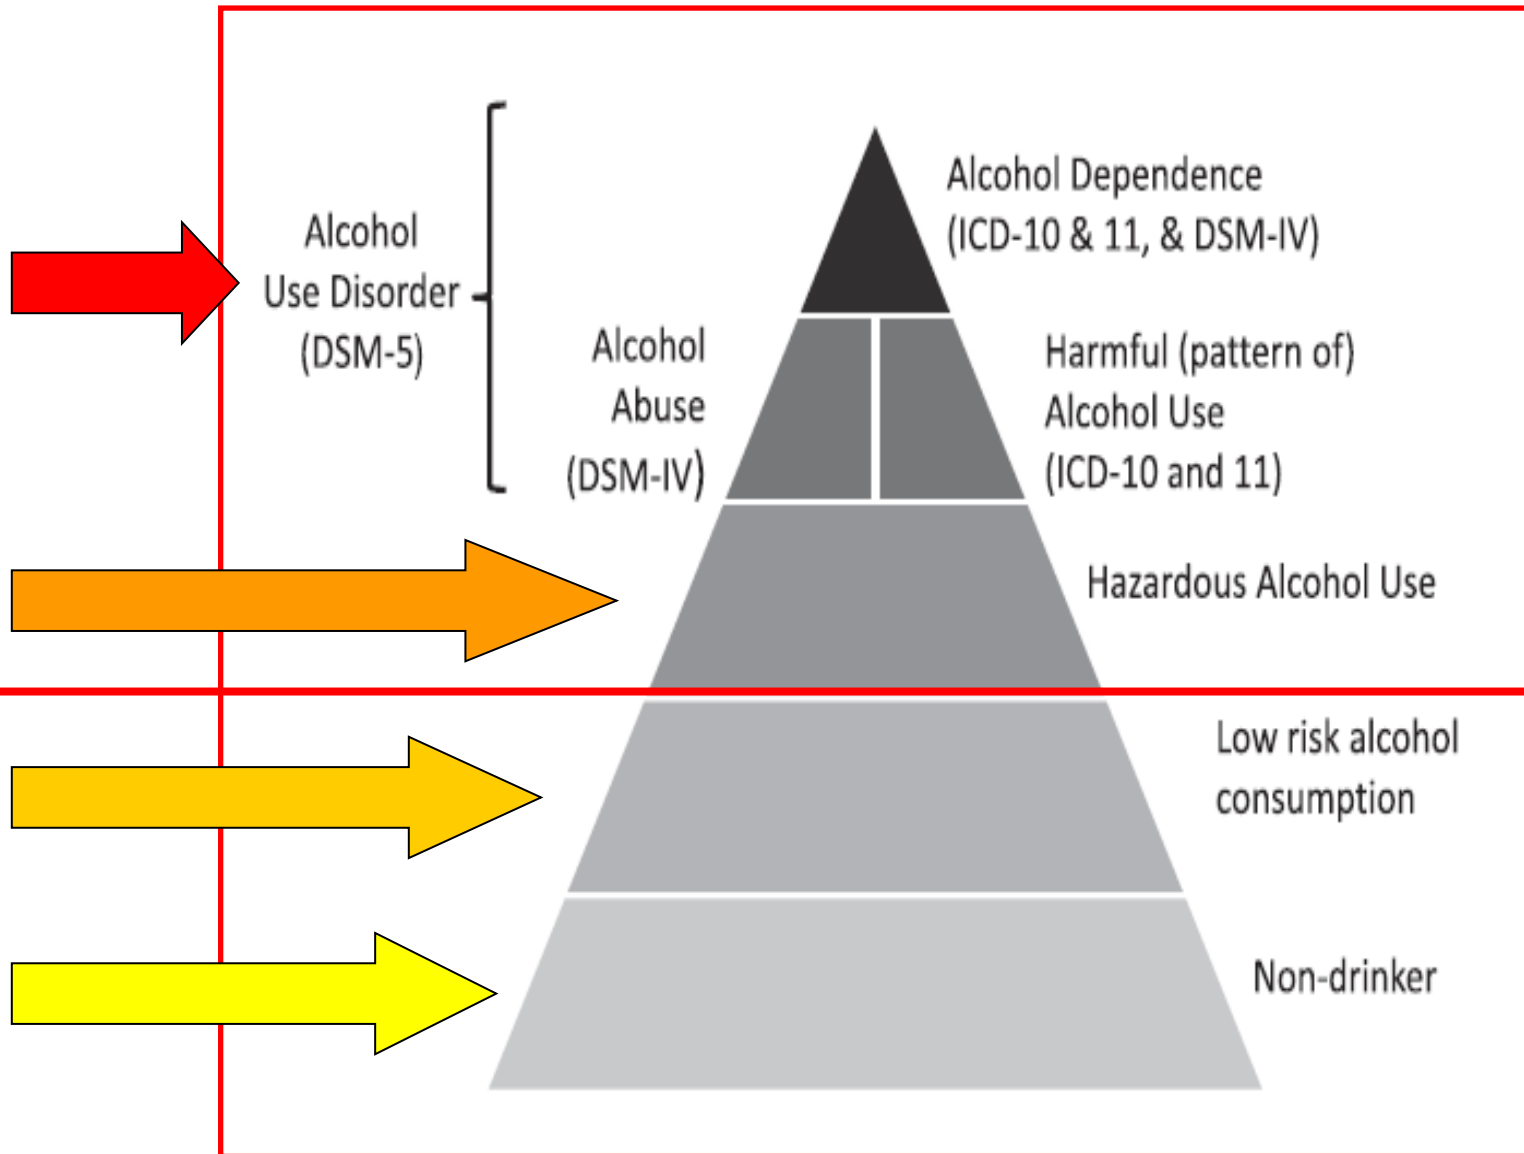 Alcohol
Use Disorder
(DSM-5)
Alcohol Dependence
(ICD-10 & 11, & DSM-IV)
Alcohol
Abuse
(DSM-IV)
Harmful (pattern of)
Alcohol Use
(ICD-10 and 11)
Hazardous Alcohol Use
Low risk alcohol
consumption
Non-drinker